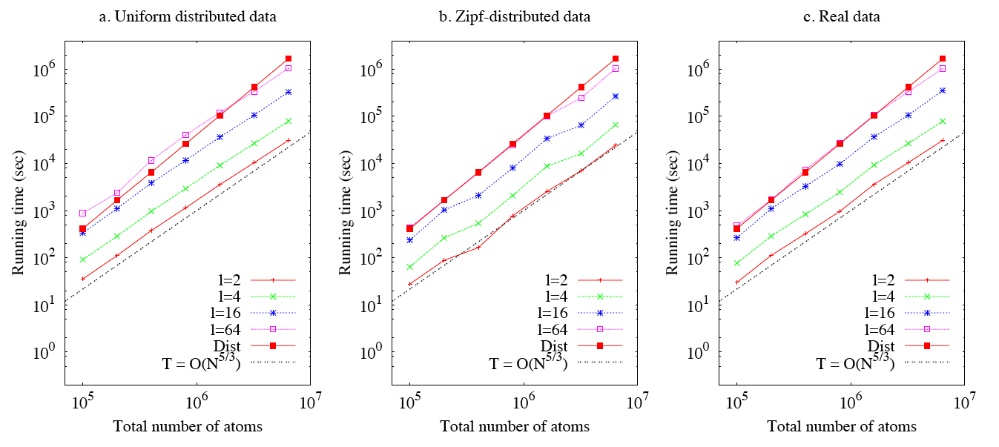 a. Uniform distributed data
Running time (sec)
10^6
10^5
10^4
10^3
10^2
10^1
10^0
l=2
l=4
l=16
l=64
Dist
T = O(N^5/3)
10^5 10^6 10^7
Total number of atoms
b. Zipf-distributed data
Running time (sec)
10^6
10^5
10^4
10^3
10^2
10^1
10^0
l=2
l=4
l=16
l=64
Dist
T = O(N^5/3)
10^5 10^6 10^7
Total number of atoms
c. Real data
Running time (sec)
10^6
10^5
10^4
10^3
10^2
10^1
10^0
l=2
l=4
l=16
l=64
Dist
T = O(N^5/3)
10^5 10^6 10^7
Total number of atoms